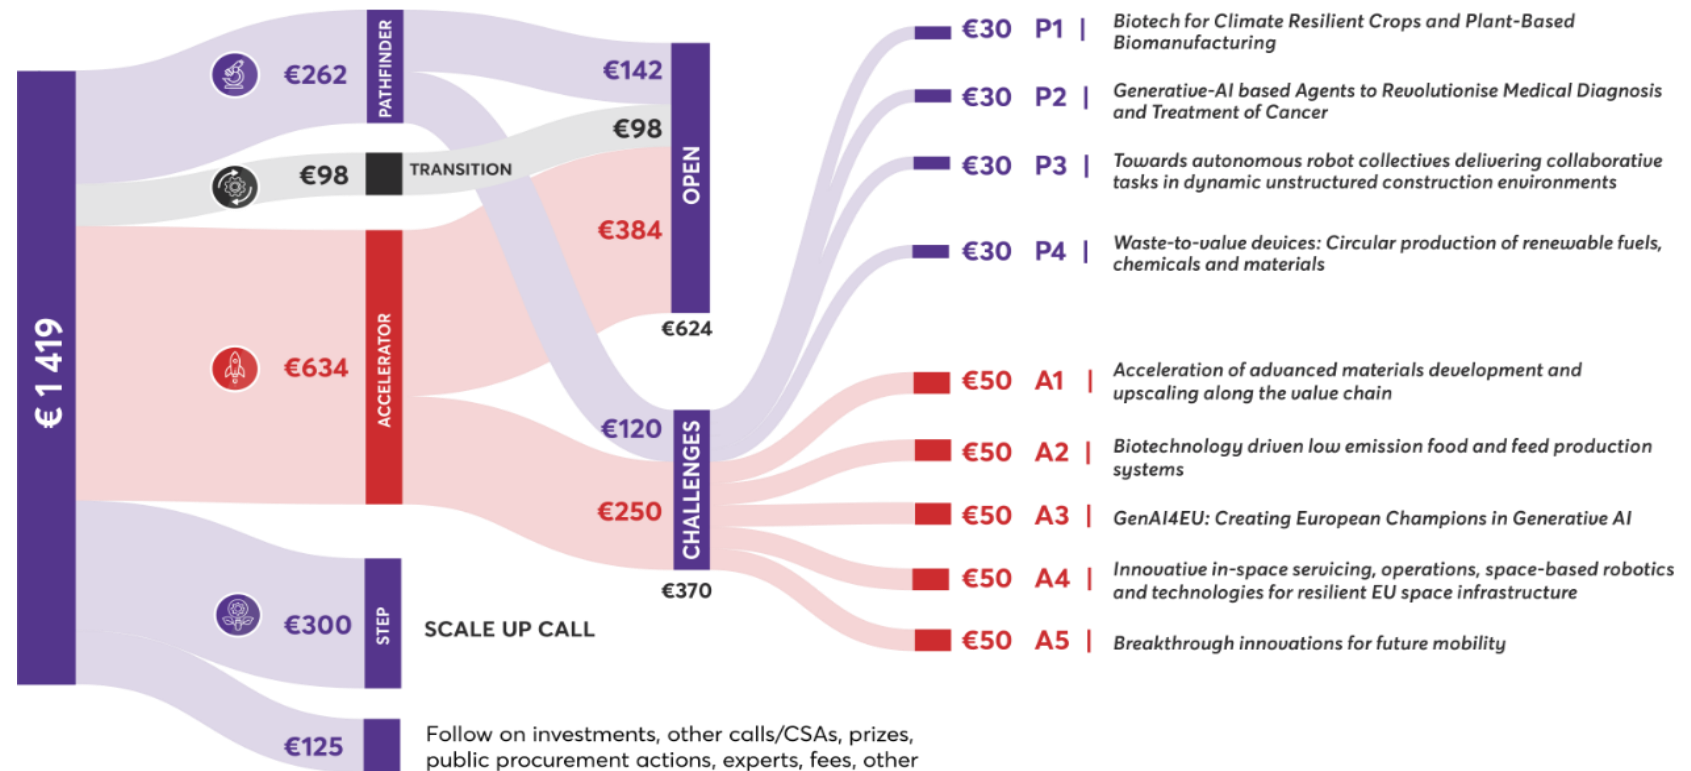 € 1 419
€262
PATHFINDER
€98
TRANSITION
€634
ACCELERATOR
€300
STEP
SCALE UP CALL
€125
Follow on investments, other calls/CSAs, prizes,
public procurement actions, experts, fees, other
€142
€98
€384
OPEN
€624
€120
€250
CHALLENGES
€370
€30 P1 | Biotech for Climate Resilient Crops and Plant-Based
Biomanufacturing
€30 P2 | Generative-AI based Agents to Revolutionise Medical Diagnosis
and Treatment of Cancer
€30 P3 | Towards autonomous robot collectives delivering collaborative
tasks in dynamic unstructured construction environments
€30 P4 | Waste-to-value devices: Circular production of renewable fuels,
chemicals and materials
€50 A1 | Acceleration of advanced materials development and
upscaling along the value chain
€50 A2 | Biotechnology driven low emission food and feed production
systems
€50 A3 | GenAI4EU: Creating European Champions in Generative AI
€50 A4 | Innovative in-space servicing, operations, space-based robotics
and technologies for resilient EU space infrastructure
€50 A5 | Breakthrough innovations for future mobility